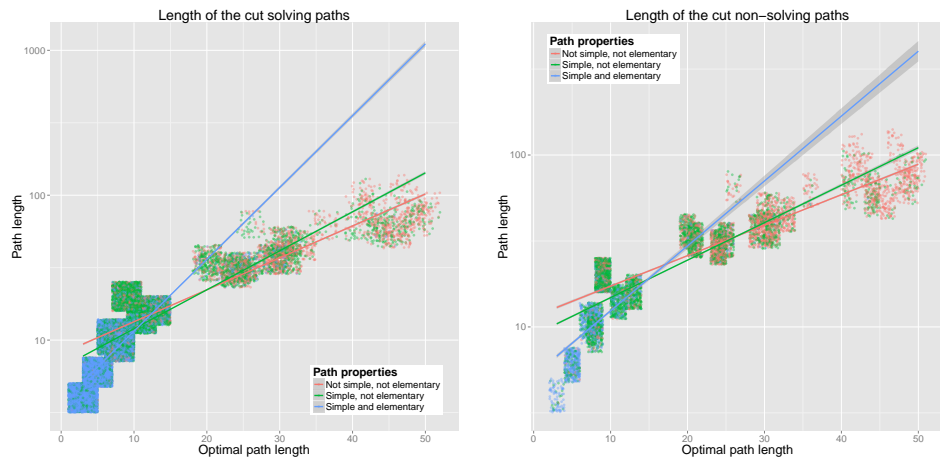 Length of the cut solving paths
1000
100
10
Path length
Path properties
Not simple, not elementary
Simple, not elementary
Simple and elementary
0
10
20
30
40
50
Optimal path length
Length of the cut non−solving paths
Path properties
Not simple, not elementary
Simple, not elementary
Simple and elementary
100
10
Path length
0
10
20
30
40
50
Optimal path length